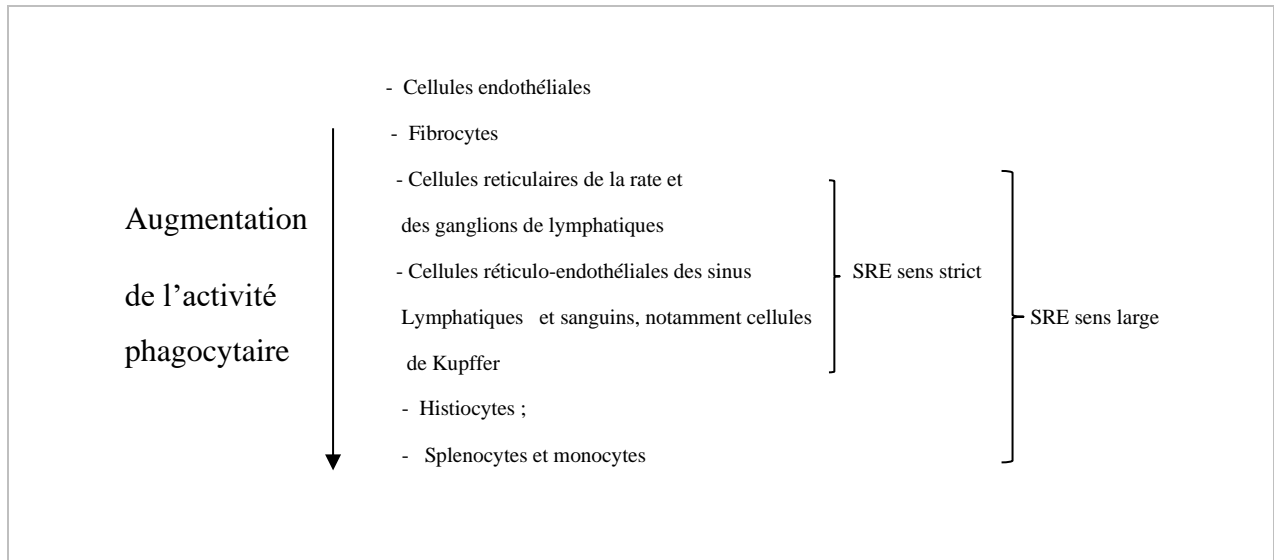 - Cellules endothéliales
- Fibrocytes
- Cellules reticulaires de la rate et
des ganglions de lymphatiques
- Cellules réticulo-endothéliales des sinus
Lymphatiques et sanguins, notamment cellules
de Kupffer
- Histiocytes ;
- Splenocytes et monocytes
Augmentation
de l’activité
phagocytaire
SRE sens strict
SRE sens large